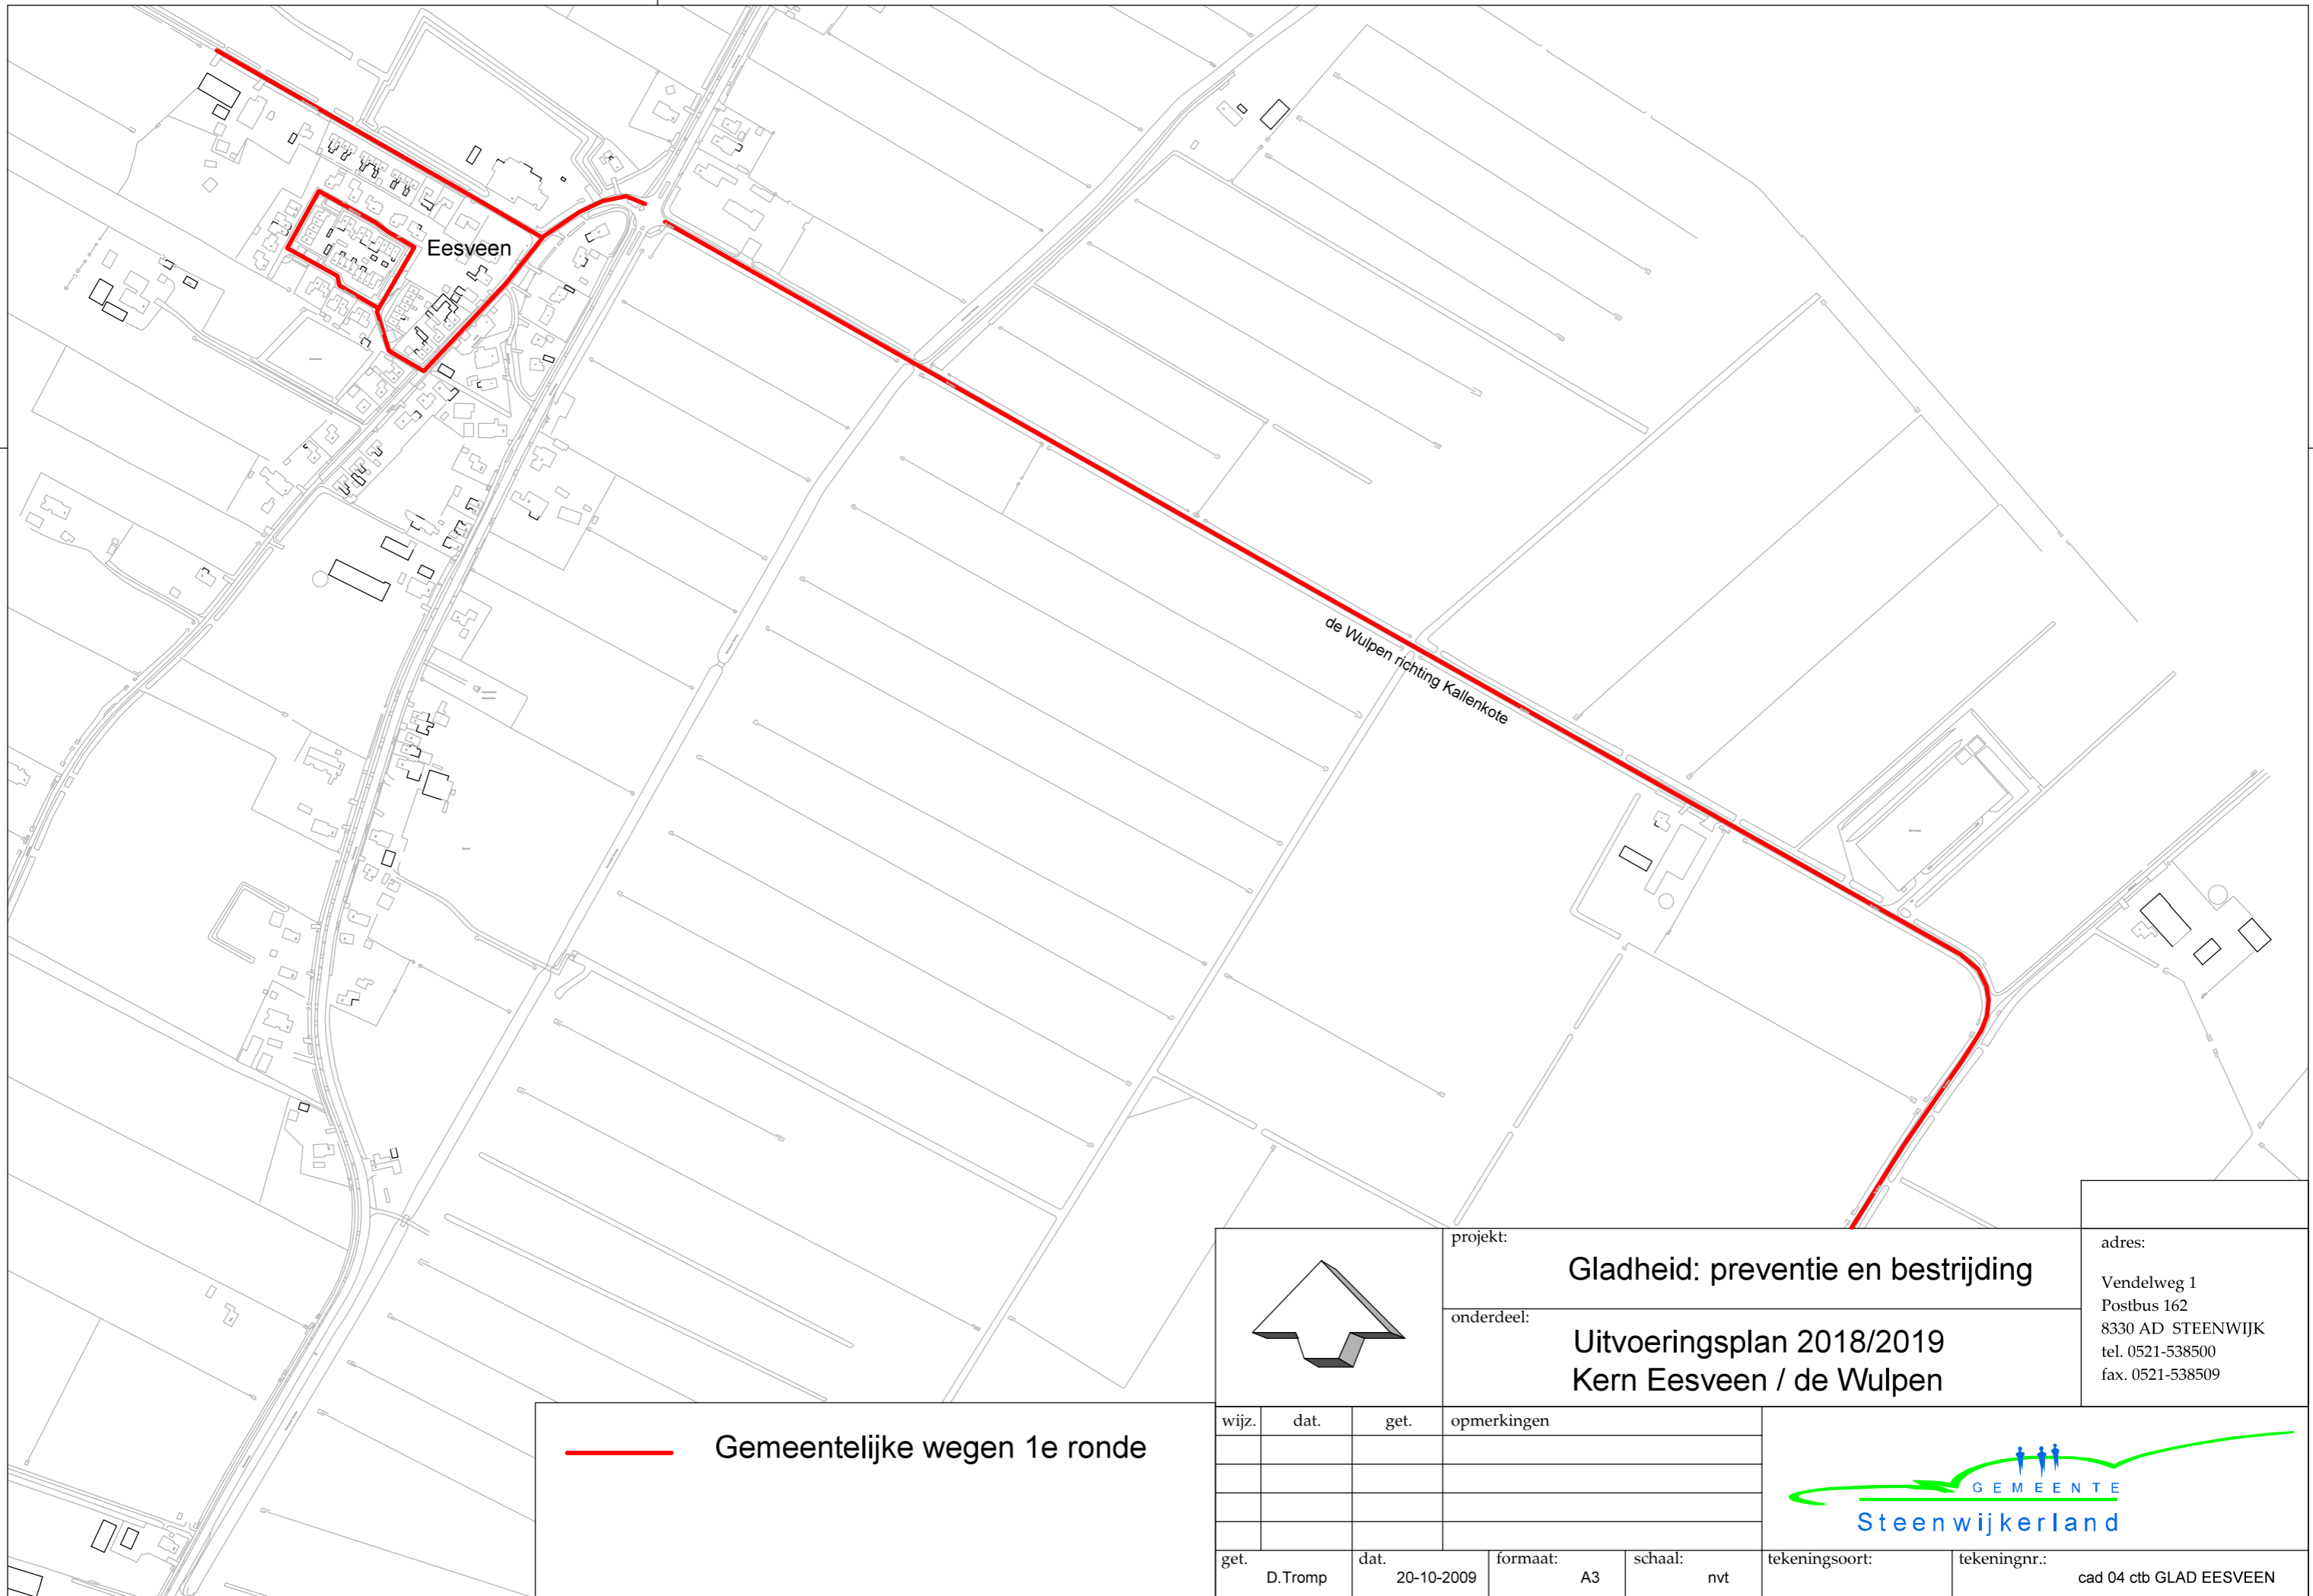 Eesveen
de Wulpen richting Kallenkote
Gemeentelijke wegen 1e ronde
projekt:
Gladheid: preventie en bestrijding
onderdeel:
Uitvoeringsplan 2018/2019
Kern Eesveen / de Wulpen
adres:
Vendelweg 1
Postbus 162
8330 AD STEENWIJK
tel. 0521-538500
fax. 0521-538509
wijz. dat. get. opmerkingen
GEMEENTE
Steenwijkerland
get. D.Tromp
dat. 20-10-2009
formaat: A3
schaal: nvt
tekeningsoort:
tekeningnr.: cad 04 ctb GLAD EESVEEN